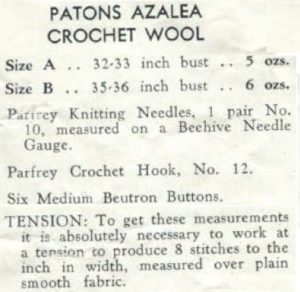 PATONS AZALEA
CROCHET WOOL
Size A .. 32-33 inch bust .. 5 ozs.
Size B .. 35-36 inch bust .. 6 ozs.
Parfrey Knitting Needles, 1 pair No.
10, measured on a Beehive Needle
Gauge.
Parfrey Crochet Hook, No. 12.
Six Medium Beutron Buttons.
TENSION: To get these measurements
it is absolutely necessary to work at
a tension to produce 8 stitches to the
inch in width, measured over plain
smooth fabric.